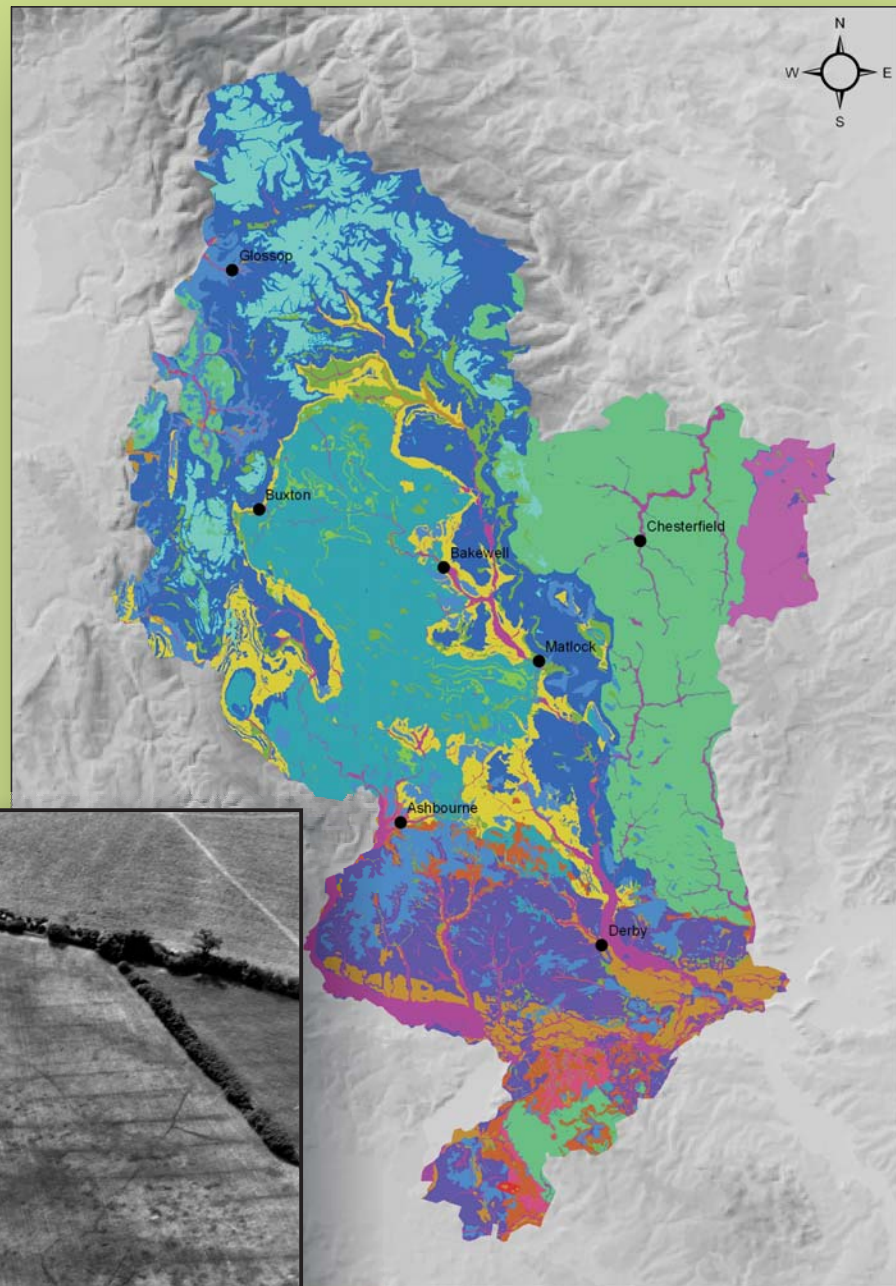 N
W E
S
Glossop
Buxton
Chesterfield
Bakewell
Matlock
Ashbourne
Derby